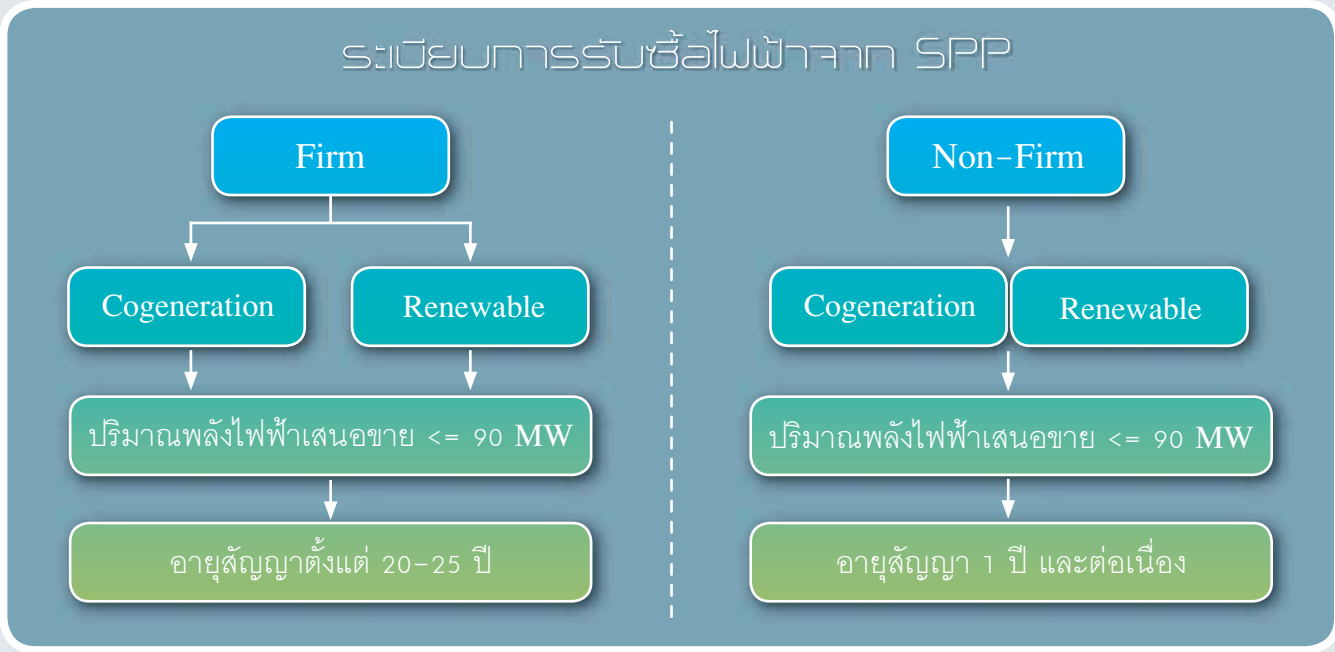 ระเบียบการรับซื้อไฟฟ้าจาก SPP
Firm
Cogeneration
Renewable
ปริมาณพลังไฟฟ้าเสนอขาย <= 90 MW
อายุสัญญาตั้งแต่ 20-25 ปี
Non-Firm
Cogeneration
Renewable
ปริมาณพลังไฟฟ้าเสนอขาย <= 90 MW
อายุสัญญา 1 ปี และต่อเนื่อง